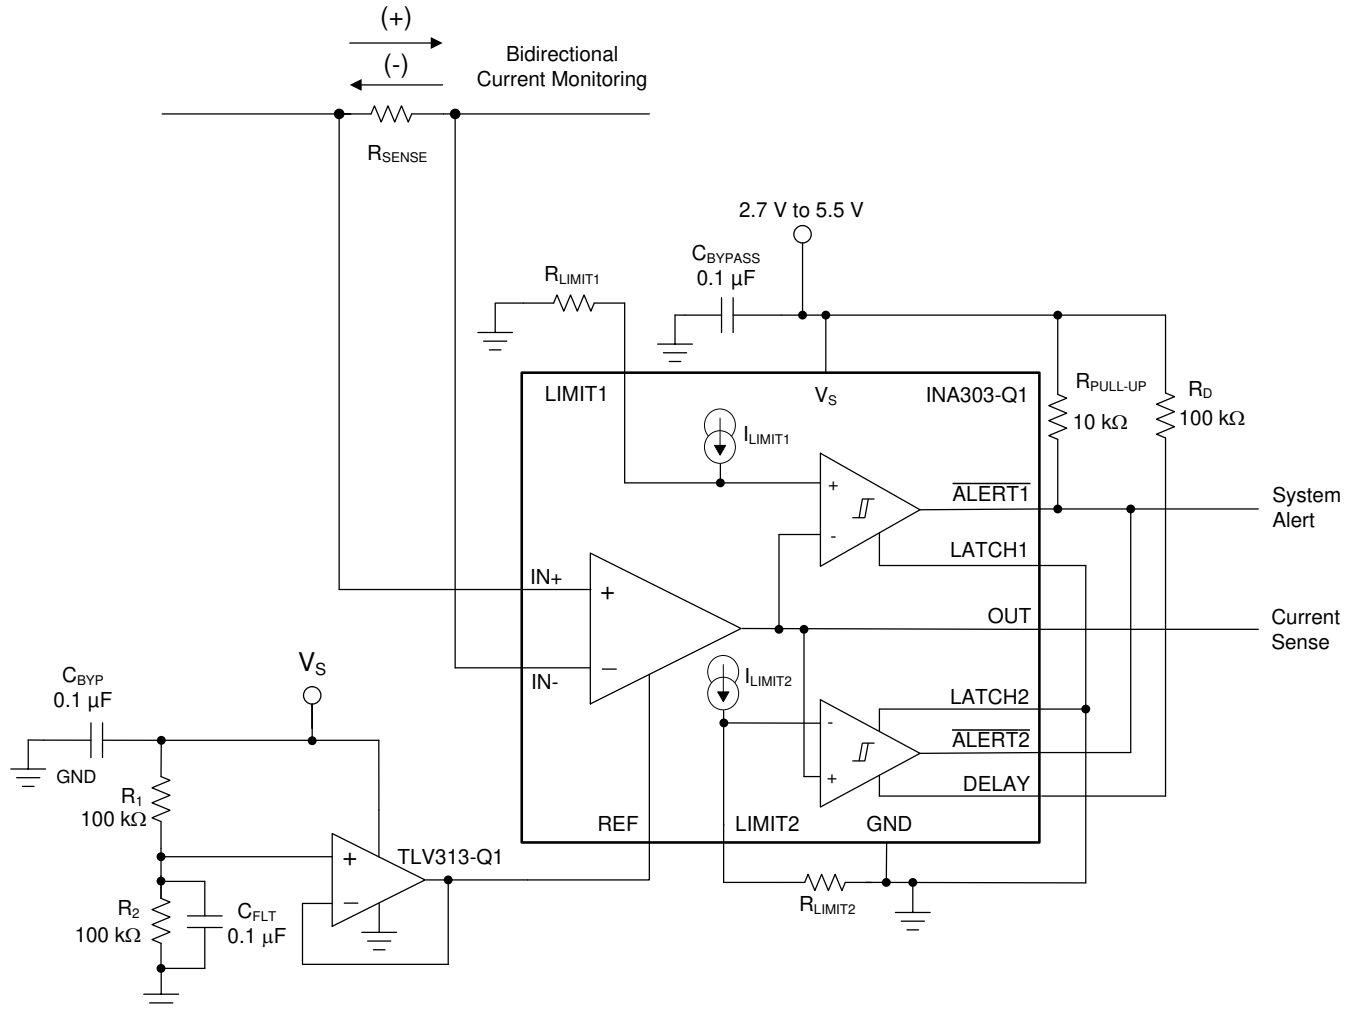 (+)
(-)
Bidirectional
Current Monitoring
RSENSE
2.7 V to 5.5 V
CBYPASS
0.1 µF
RLIMIT1
LIMIT1
VS
INA303-Q1
RPULL-UP
10 kΩ
RD
100 kΩ
ILIMIT1
+
-
ALERT1
System
Alert
LATCH1
IN+
+
OUT
Current
Sense
−
IN-
ILIMIT2
LATCH2
-
ALERT2
+
DELAY
REF
LIMIT2
GND
RLIMIT2
VS
CBYP
0.1 µF
GND
R1
100 kΩ
+
TLV313-Q1
−
R2
100 kΩ
CFLT
0.1 µF